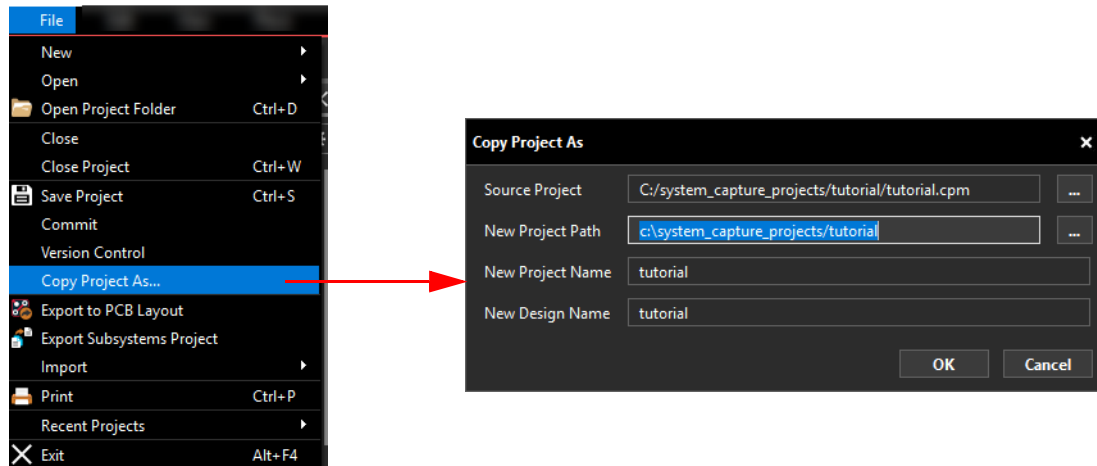 File
New
Open
Open Project Folder Ctrl+D
Close
Close Project Ctrl+W
Save Project Ctrl+S
Commit
Version Control
Copy Project As...
Export to PCB Layout
Export Subsystems Project
Import
Print Ctrl+P
Recent Projects
Exit Alt+F4
Copy Project As
Source Project C:/system_capture_projects/tutorial/tutorial.cpm ...
New Project Path c:\system_capture_projects/tutorial ...
New Project Name tutorial
New Design Name tutorial
OK Cancel